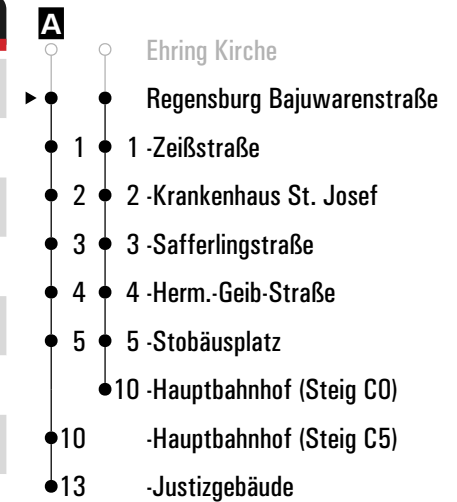 A
Ehring Kirche
Regensburg Bajuwarenstraße
1 1 -Zeißstraße
2 2 -Krankenhaus St. Josef
3 3 -Safferlingstraße
4 4 -Herm.-Geib-Straße
5 5 -Stobäusplatz
10 -Hauptbahnhof (Steig C0)
10 -Hauptbahnhof (Steig C5)
13 -Justizgebäude